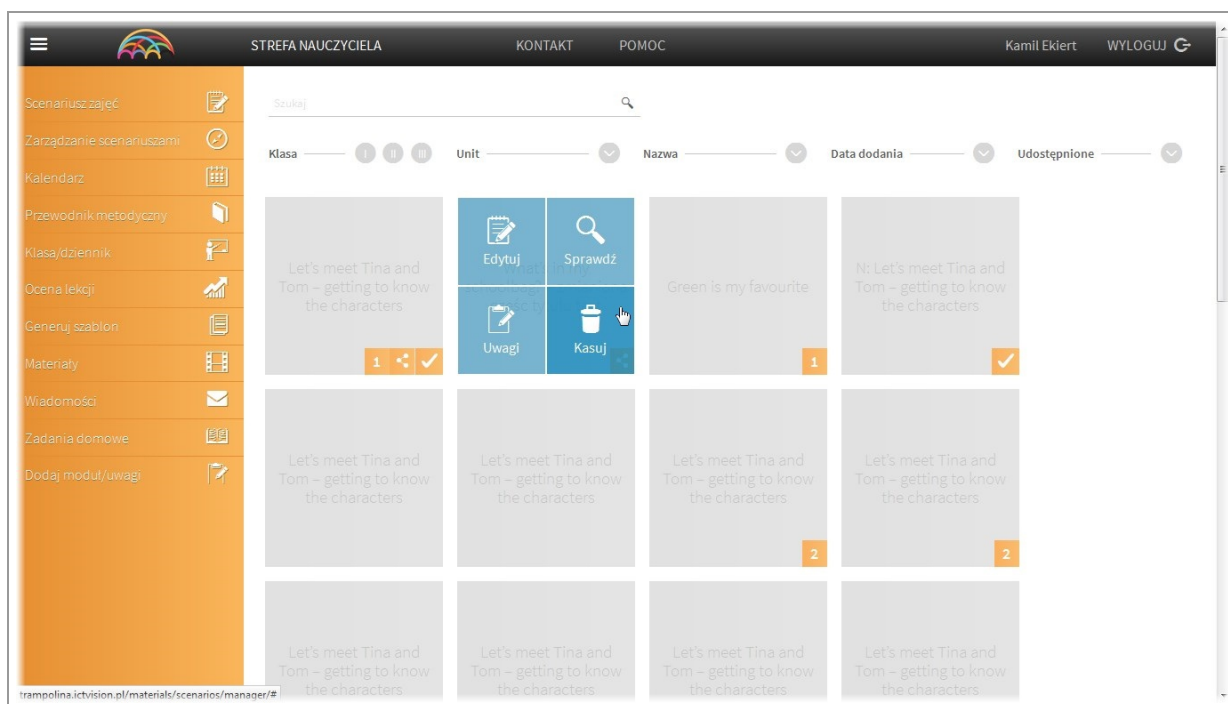 STREFA NAUCZYCIELA KONTAKT POMOC Kamil Ekiert WYLOGUJ
Scenariusz zajęć
Zarządzanie scenariuszami
Kalendarz
Przewodnik metodyczny
Klasa/dziennik
Ocena lekcji
Generuj szablon
Materiały
Wiadomości
Zadania domowe
Dodaj moduł/uwagi
Szukaj
Klasa I II III Unit Nazwa Data dodania Udostępnione
Let's meet Tina and
Tom – getting to know
the characters
1
Edytuj Sprawdź
Uwagi Kasuj
Green is my favourite
1
N: Let's meet Tina and
Tom – getting to know
the characters
Let's meet Tina and
Tom – getting to know
the characters
Let's meet Tina and
Tom – getting to know
the characters
Let's meet Tina and
Tom – getting to know
the characters
2
Let's meet Tina and
Tom – getting to know
the characters
2
Let's meet Tina and
Tom – getting to know
the characters
Let's meet Tina and
Tom – getting to know
the characters
Let's meet Tina and
Tom – getting to know
the characters
Let's meet Tina and
Tom – getting to know
the characters
trampolina.ictvision.pl/materials/scenarios/manager/#